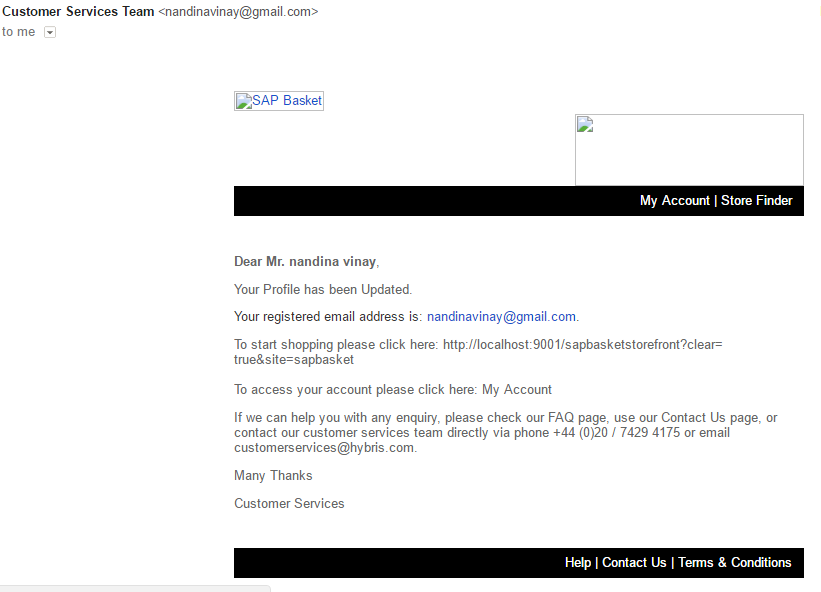 Customer Services Team <nandinavinay@gmail.com>
to me
SAP Basket
My Account | Store Finder
Dear Mr. nandina vinay,
Your Profile has been Updated.
Your registered email address is: nandinavinay@gmail.com.
To start shopping please click here: http://localhost:9001/sapbasketstorefront?clear=
true&site=sapbasket
To access your account please click here: My Account
If we can help you with any enquiry, please check our FAQ page, use our Contact Us page, or
contact our customer services team directly via phone +44 (0)20 / 7429 4175 or email
customerservices@hybris.com.
Many Thanks
Customer Services
Help | Contact Us | Terms & Conditions